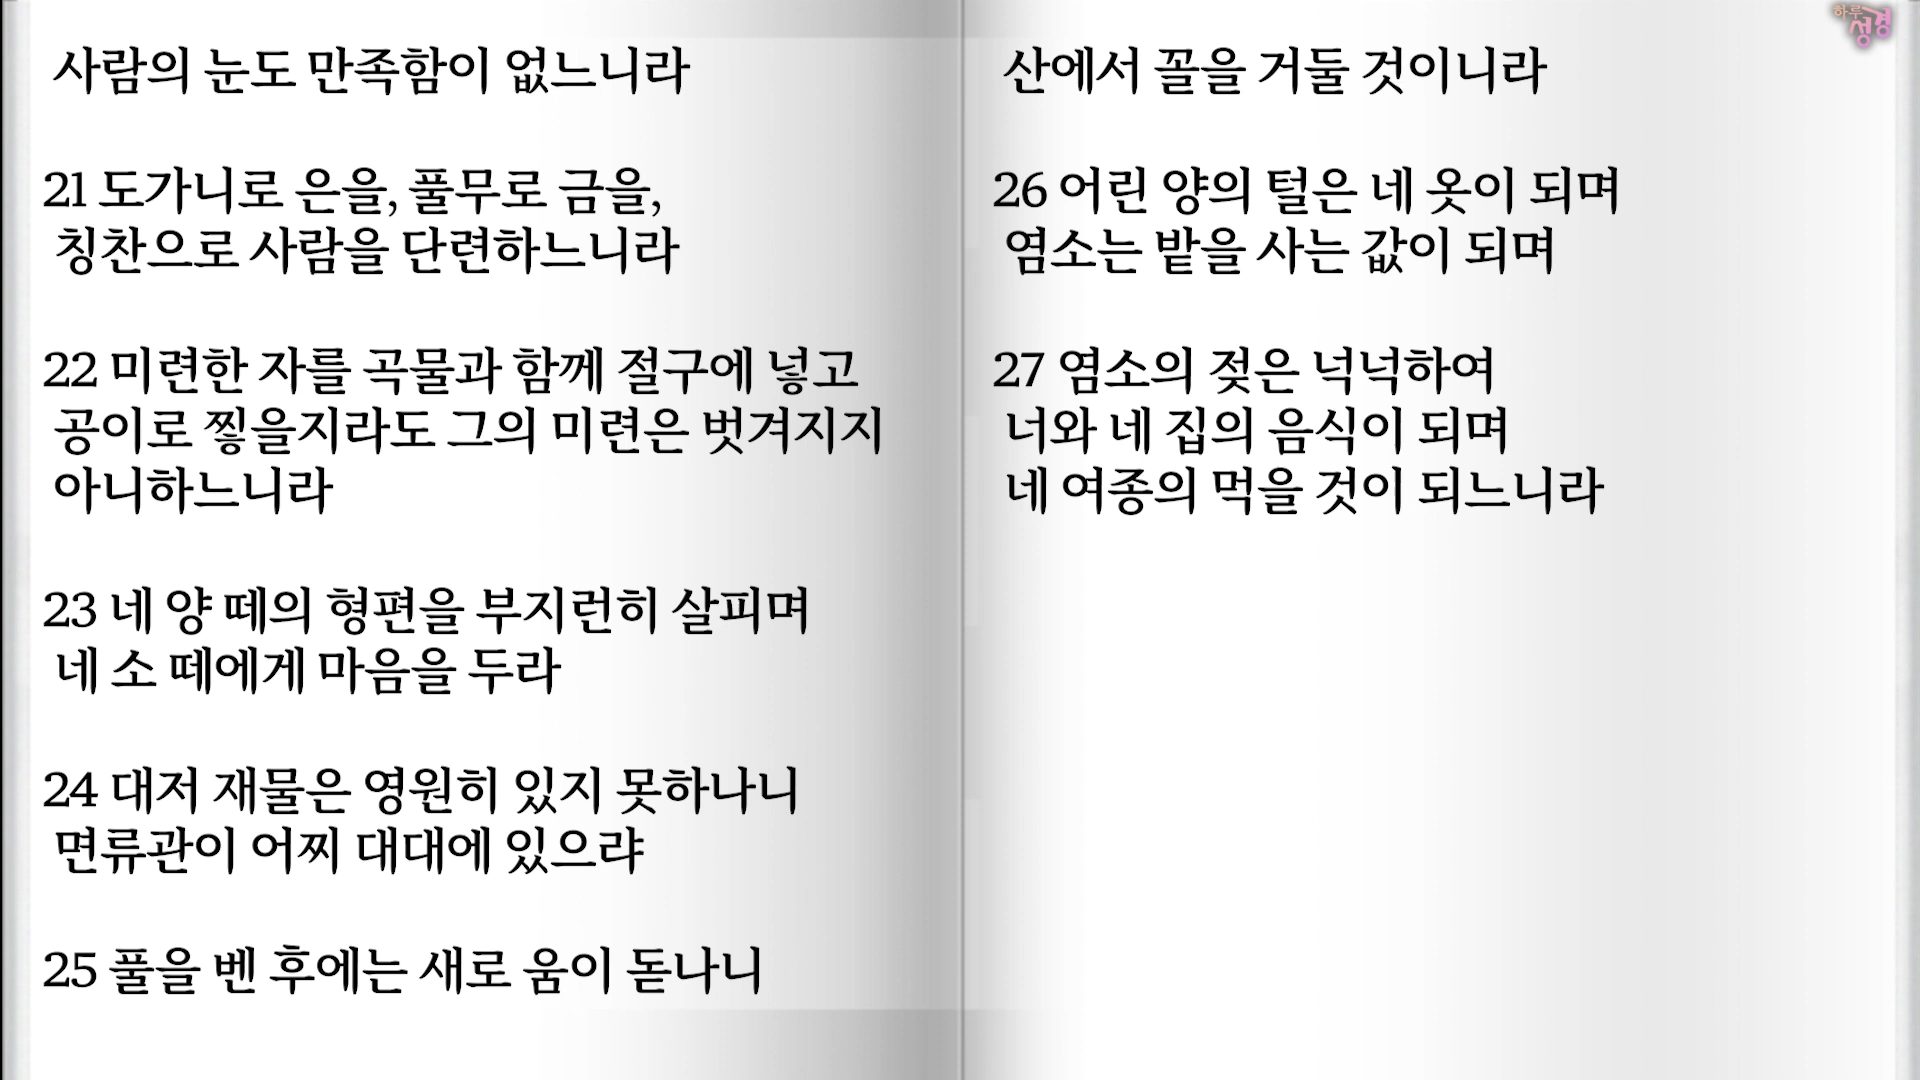 사람의 눈도 만족함이 없느니라
21 도가니로 은을, 풀무로 금을,
칭찬으로 사람을 단련하느니라
22 미련한 자를 곡물과 함께 절구에 넣고
공이로 찧을지라도 그의 미련은 벗겨지지
아니하느니라
23 네 양 떼의 형편을 부지런히 살피며
네 소 떼에게 마음을 두라
24 대저 재물은 영원히 있지 못하나니
면류관이 어찌 대대에 있으랴
25 풀을 벤 후에는 새로 움이 돋나니
산에서 꼴을 거둘 것이니라
26 어린 양의 털은 네 옷이 되며
염소는 밭을 사는 값이 되며
27 염소의 젖은 넉넉하여
너와 네 집의 음식이 되며
네 여종의 먹을 것이 되느니라
하루
성경